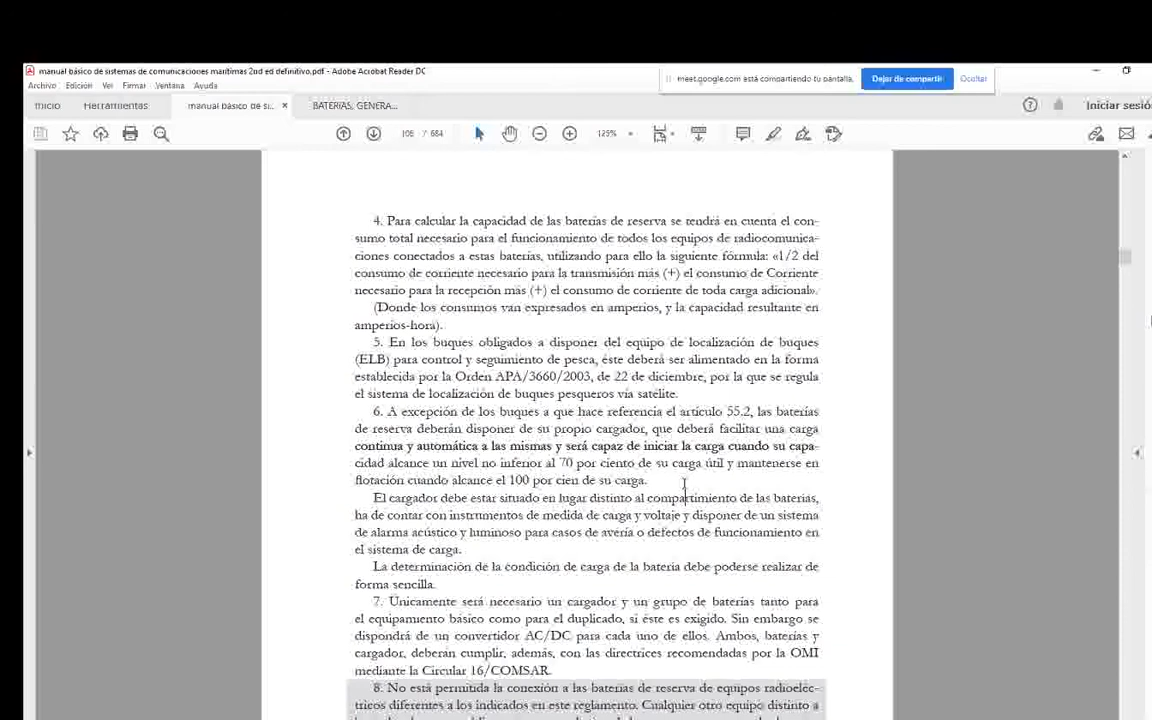 manual básico de sistemas de comunicaciones marítimas 2nd ed definitivo.pdf - Adobe Acrobat Reader DC
meet.google.com está compartiendo tu pantalla.
Dejar de compartir
Ocultar
Archivo Edición Ver Firmar Ventana Ayuda
Inicio Herramientas manual básico de si... × BATERÍAS, GENERA... Iniciar sesió
/ 684 125%
4. Para calcular la capacidad de las baterías de reserva se tendrá en cuenta el con-
sumo total necesario para el funcionamiento de todos los equipos de radiocomunica-
ciones conectados a estas baterías, utilizando para ello la siguiente fórmula: «1/2 del
consumo de corriente necesario para la transmisión más (+) el consumo de Corriente
necesario para la recepción más (+) el consumo de corriente de toda carga adicional».
(Donde los consumos van expresados en amperios, y la capacidad resultante en
amperios-hora).
5. En los buques obligados a disponer del equipo de localización de buques
(ELB) para control y seguimiento de pesca, éste deberá ser alimentado en la forma
establecida por la Orden APA/3660/2003, de 22 de diciembre, por la que se regula
el sistema de localización de buques pesqueros vía satélite.
6. A excepción de los buques a que hace referencia el artículo 55.2, las baterías
de reserva deberán disponer de su propio cargador, que deberá facilitar una carga
continua y automática a las mismas y será capaz de iniciar la carga cuando su capa-
cidad alcance un nivel no inferior al 70 por ciento de su carga útil y mantenerse en
flotación cuando alcance el 100 por cien de su carga.
El cargador debe estar situado en lugar distinto al compartimiento de las baterías,
ha de contar con instrumentos de medida de carga y voltaje y disponer de un sistema
de alarma acústico y luminoso para casos de avería o defectos de funcionamiento en
el sistema de carga.
La determinación de la condición de carga de la batería debe poderse realizar de
forma sencilla.
7. Únicamente será necesario un cargador y un grupo de baterías tanto para
el equipamiento básico como para el duplicado, si éste es exigido. Sin embargo se
dispondrá de un convertidor AC/DC para cada uno de ellos. Ambos, baterías y
cargador, deberán cumplir, además, con las directrices recomendadas por la OMI
mediante la Circular 16/COMSAR.
8. No está permitida la conexión a las baterías de reserva de equipos radioeléc-
tricos diferentes a los indicados en este reglamento. Cualquier otro equipo distinto a